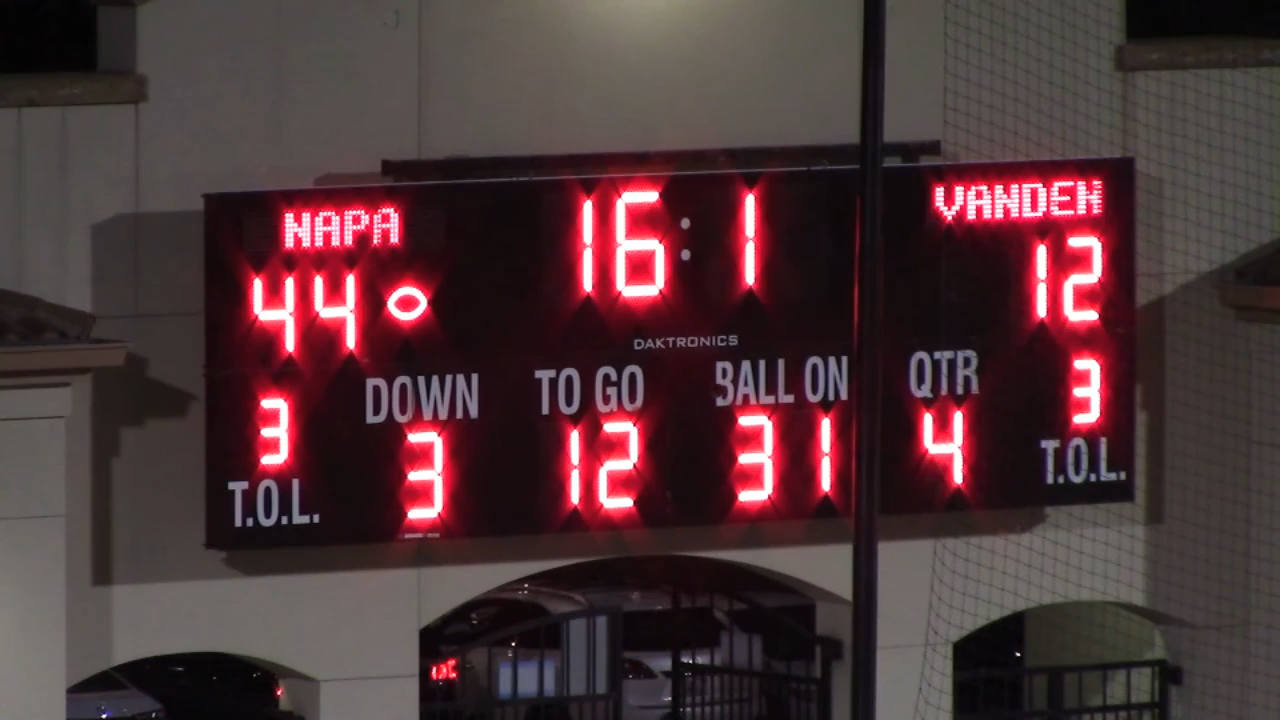 NAPA 16:1 VANDEN
44 12
DAKTRONICS
DOWN TO GO BALL ON QTR
3 3 12 31 4 3
T.O.L. T.O.L.